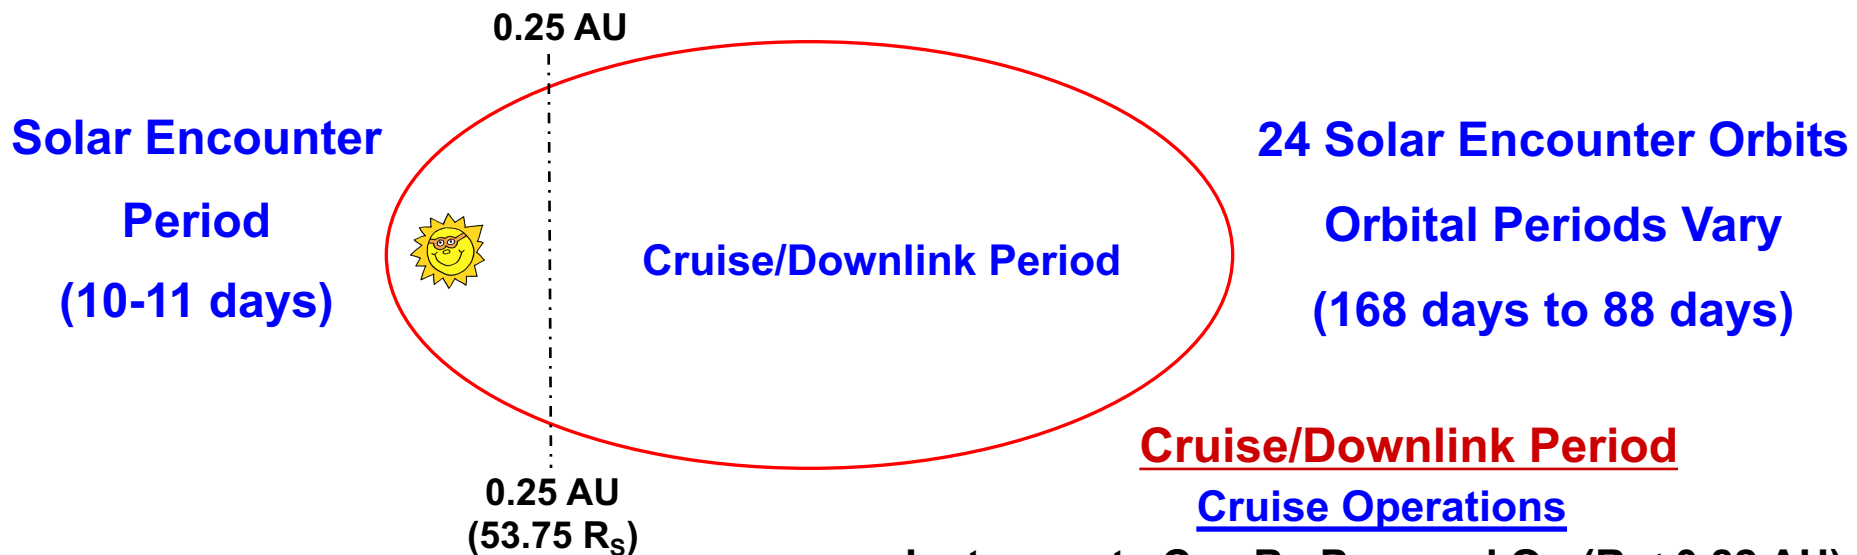 0.25 AU
Solar Encounter
Period
(10-11 days)
Cruise/Downlink Period
24 Solar Encounter Orbits
Orbital Periods Vary
(168 days to 88 days)
0.25 AU
(53.75 RS)
Cruise/Downlink Period
Cruise Operations